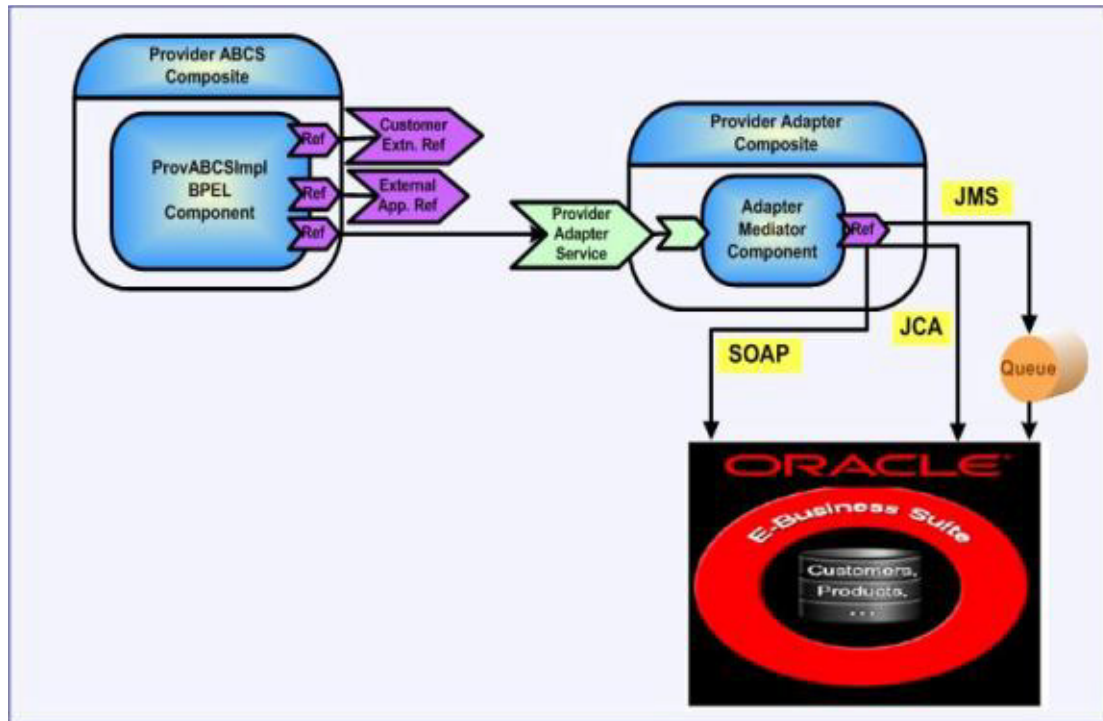 Provider ABCS
Composite
ProvABCSImpl
BPEL
Component
Ref
Customer
Extn. Ref
Ref
External
App. Ref
Ref
Provider
Adapter
Service
Provider Adapter
Composite
Adapter
Mediator
Component
Ref
JMS
JCA
SOAP
Queue
ORACLE
E-Business Suite
Customers,
Products,
...